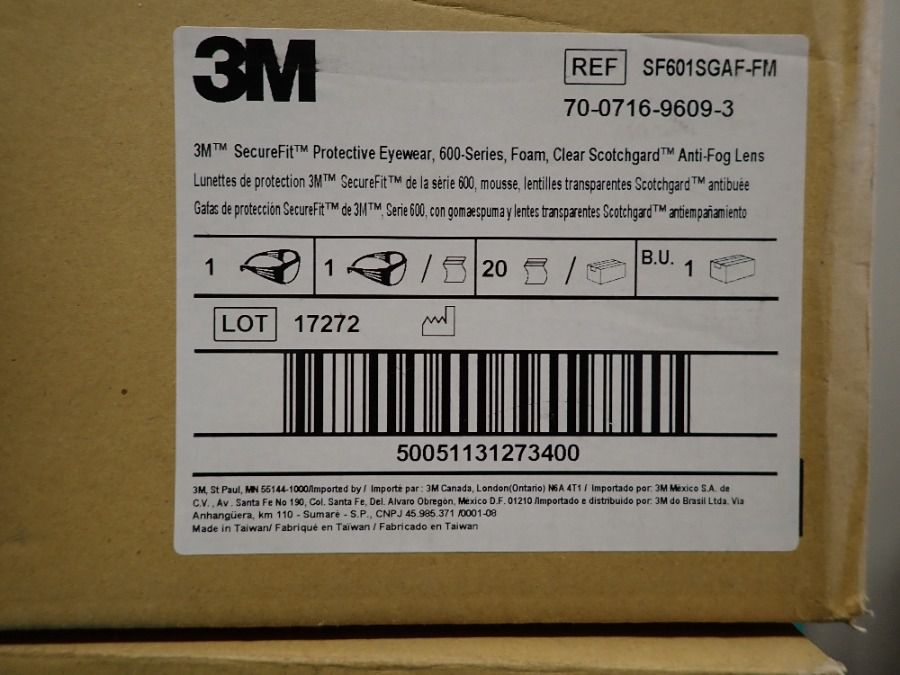 3M
REF SF601SGAF-FM
70-0716-9609-3
3M™ SecureFit™ Protective Eyewear, 600-Series, Foam, Clear Scotchgard™ Anti-Fog Lens
Lunettes de protection 3M™ SecureFit™ de la série 600, mousse, lentilles transparentes Scotchgard™ antibuée
Gafas de protección SecureFit™ de 3M™, Serie 600, con gomaespuma y lentes transparentes Scotchgard™ antiempañamiento
1 1 / 20 / B.U. 1
LOT 17272
50051131273400
3M, St Paul, MN 55144-1000/Imported by / Importé par : 3M Canada, London(Ontario) N6A 4T1 / Importado por: 3M México S.A. de
C.V., Av. Santa Fe No 190, Col. Santa Fe, Del. Alvaro Obregón, México D.F. 01210 /Importado e distribuido por: 3M do Brasil Ltda. Via
Anhangüera, km 110 - Sumaré - S.P., CNPJ 45.985.371 /0001-08
Made in Taiwan/ Fabriqué en Taïwan / Fabricado en Taiwan